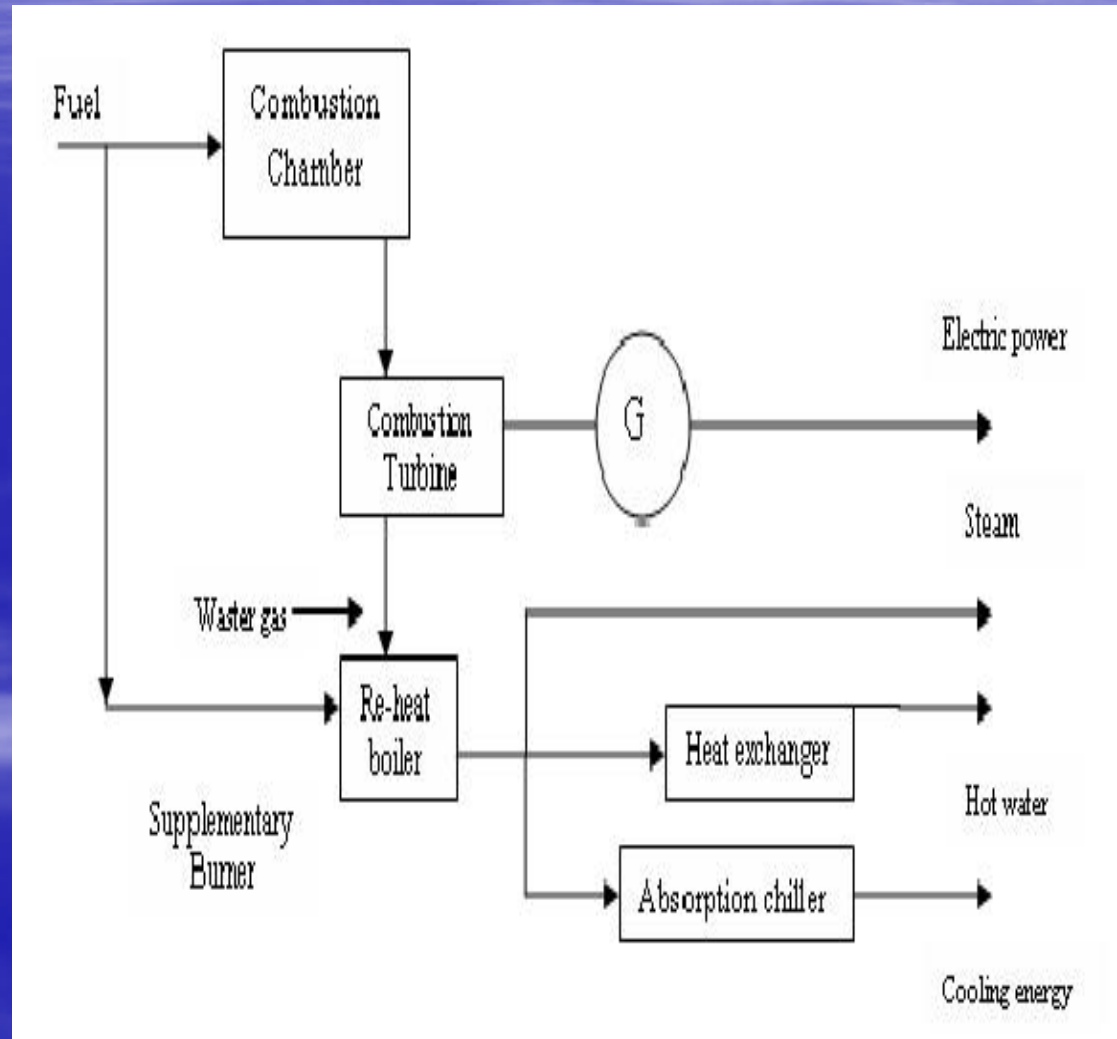 Fuel
Combustion
Chamber
Electric power
Combustion
Turbine
G
Steam
Waster gas
Re-heat
boiler
Heat exchanger
Hot water
Supplementary
Burner
Absorption chiller
Cooling energy